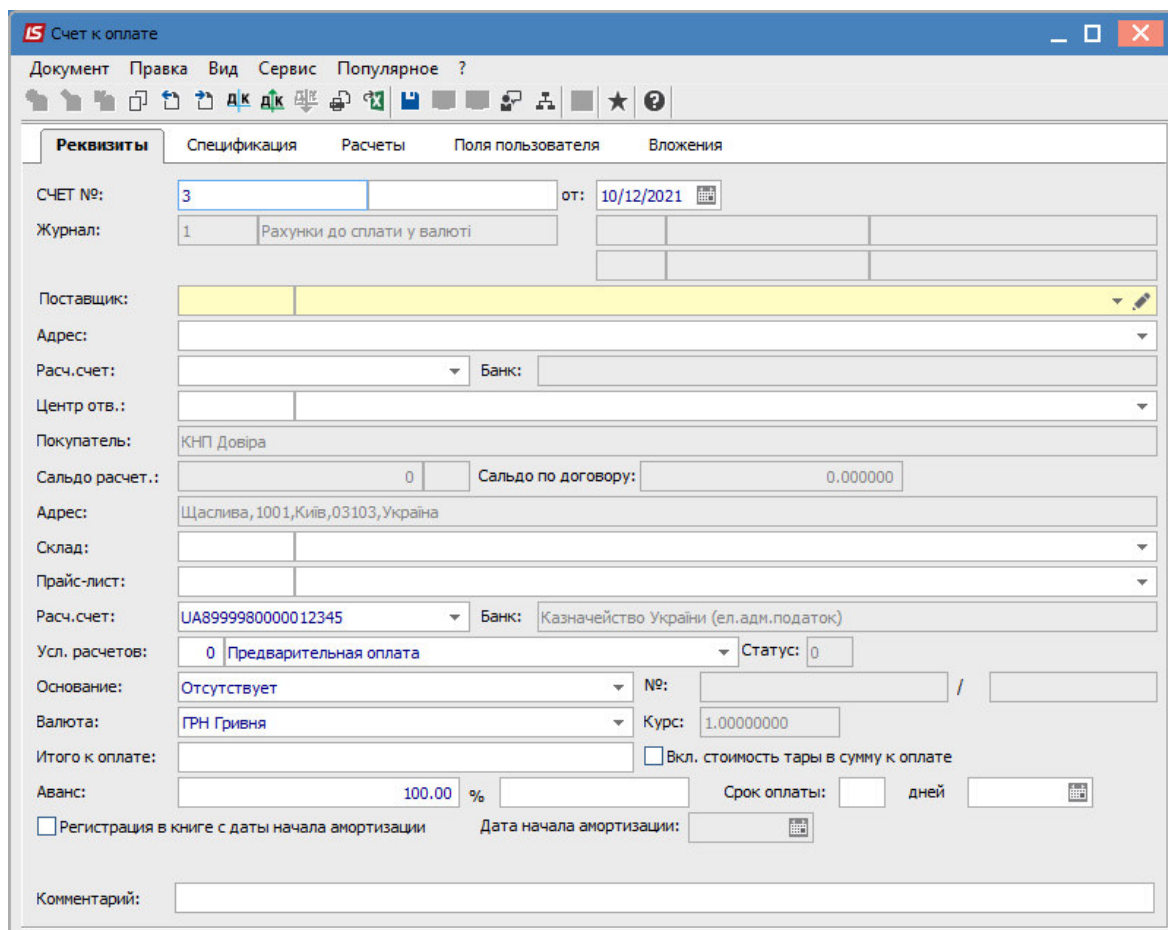 Счет к оплате
Документ Правка Вид Сервис Популярное ?
Реквизиты Спецификация Расчеты Поля пользователя Вложения
СЧЕТ №: 3 от: 10/12/2021
Журнал: 1 Рахунки до сплати у валюті
Поставщик:
Адрес:
Расч.счет: Банк:
Центр отв.:
Покупатель: КНП Довіра
Сальдо расчет.: 0 Сальдо по договору: 0.000000
Адрес: Щаслива,1001,Київ,03103,Україна
Склад:
Прайс-лист:
Расч.счет: UA8999980000012345 Банк: Казначейство України (ел.адм.податок)
Усл. расчетов: 0 Предварительная оплата Статус: 0
Основание: Отсутствует №: /
Валюта: ГРН Гривня Курс: 1.00000000
Итого к оплате: Вкл. стоимость тары в сумму к оплате
Аванс: 100.00 % Срок оплаты: дней
Регистрация в книге с даты начала амортизации Дата начала амортизации:
Комментарий: